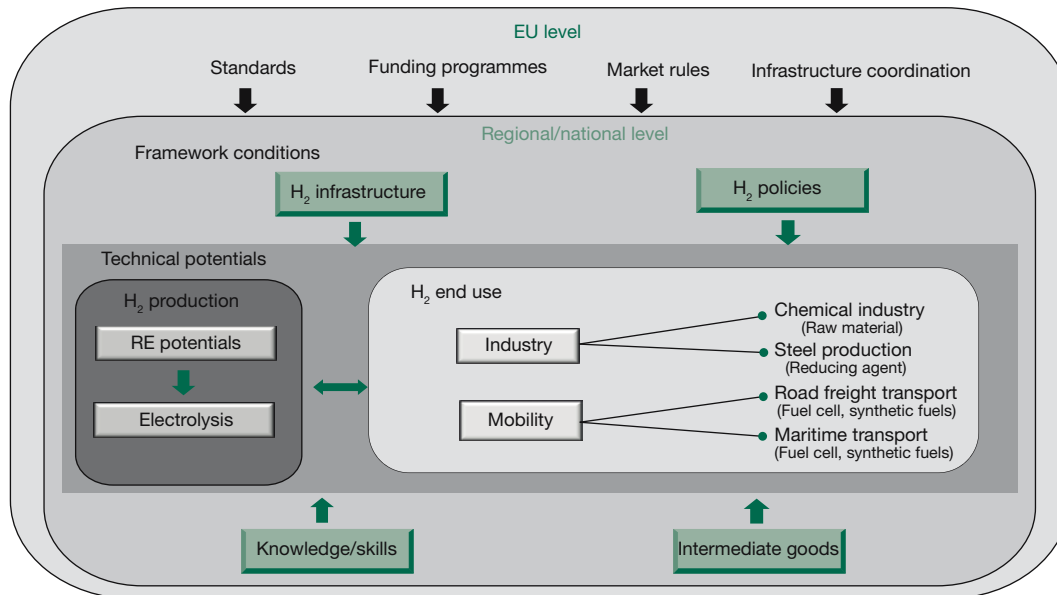 EU level
Standards
Funding programmes
Market rules
Infrastructure coordination
Regional/national level
Framework conditions
H₂ infrastructure
H₂ policies
Technical potentials
H₂ production
RE potentials
Electrolysis
H₂ end use
Industry
Chemical industry
(Raw material)
Steel production
(Reducing agent)
Mobility
Road freight transport
(Fuel cell, synthetic fuels)
Maritime transport
(Fuel cell, synthetic fuels)
Knowledge/skills
Intermediate goods